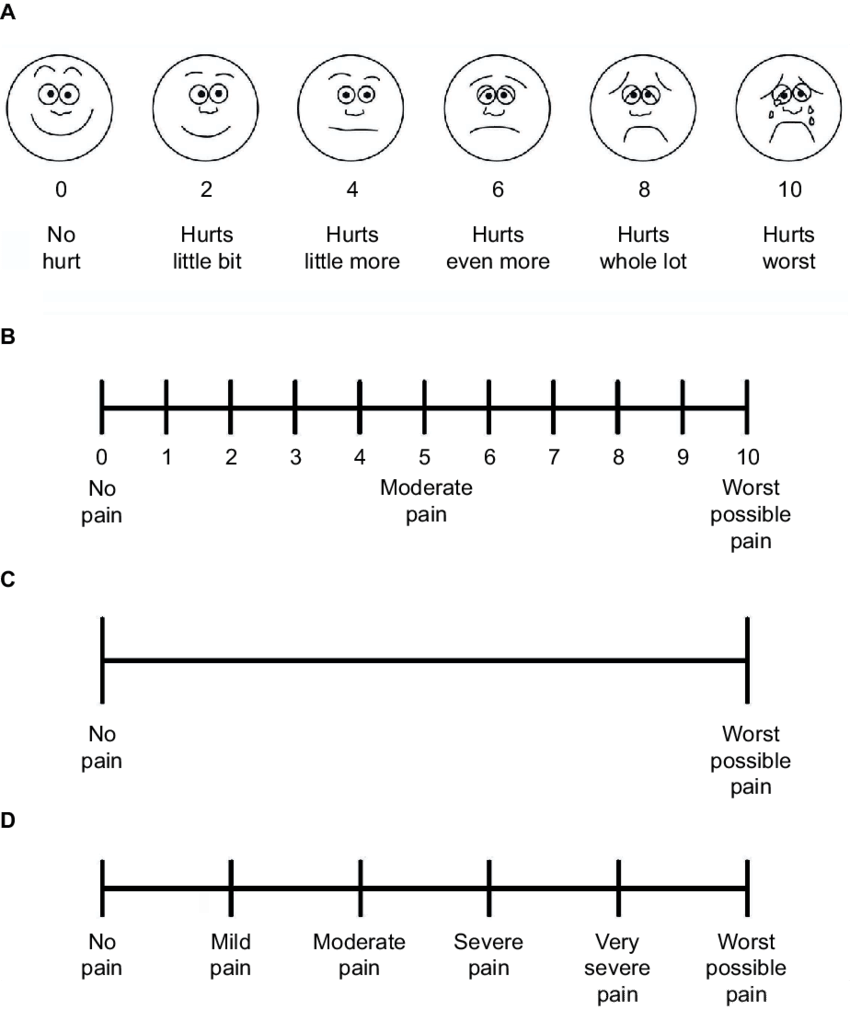 A
0 2 4 6 8 10
No Hurts Hurts Hurts Hurts Hurts
hurt little bit little more even more whole lot worst
B
0 1 2 3 4 5 6 7 8 9 10
No Moderate Worst
pain pain possible
pain
C
No Worst
pain possible
pain
D
No Mild Moderate Severe Very Worst
pain pain pain pain severe possible
pain pain